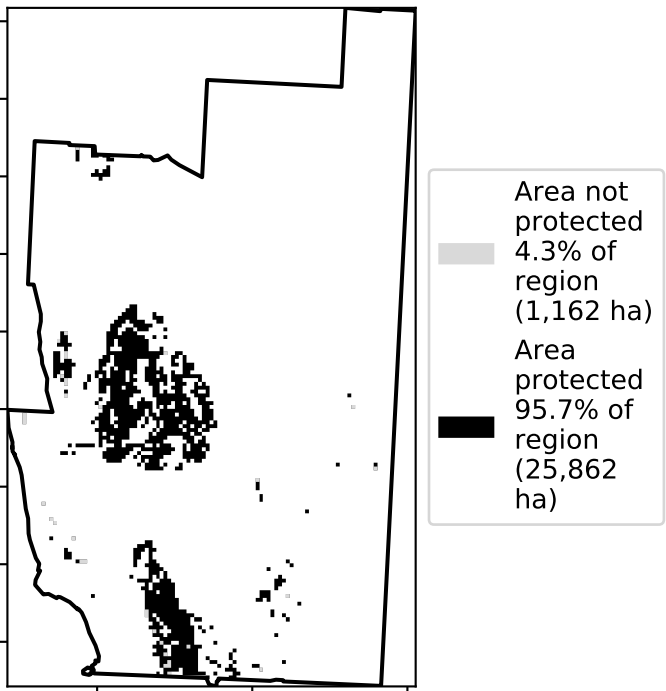 Area not
protected
4.3% of
region
(1,162 ha)
Area
protected
95.7% of
region
(25,862
ha)